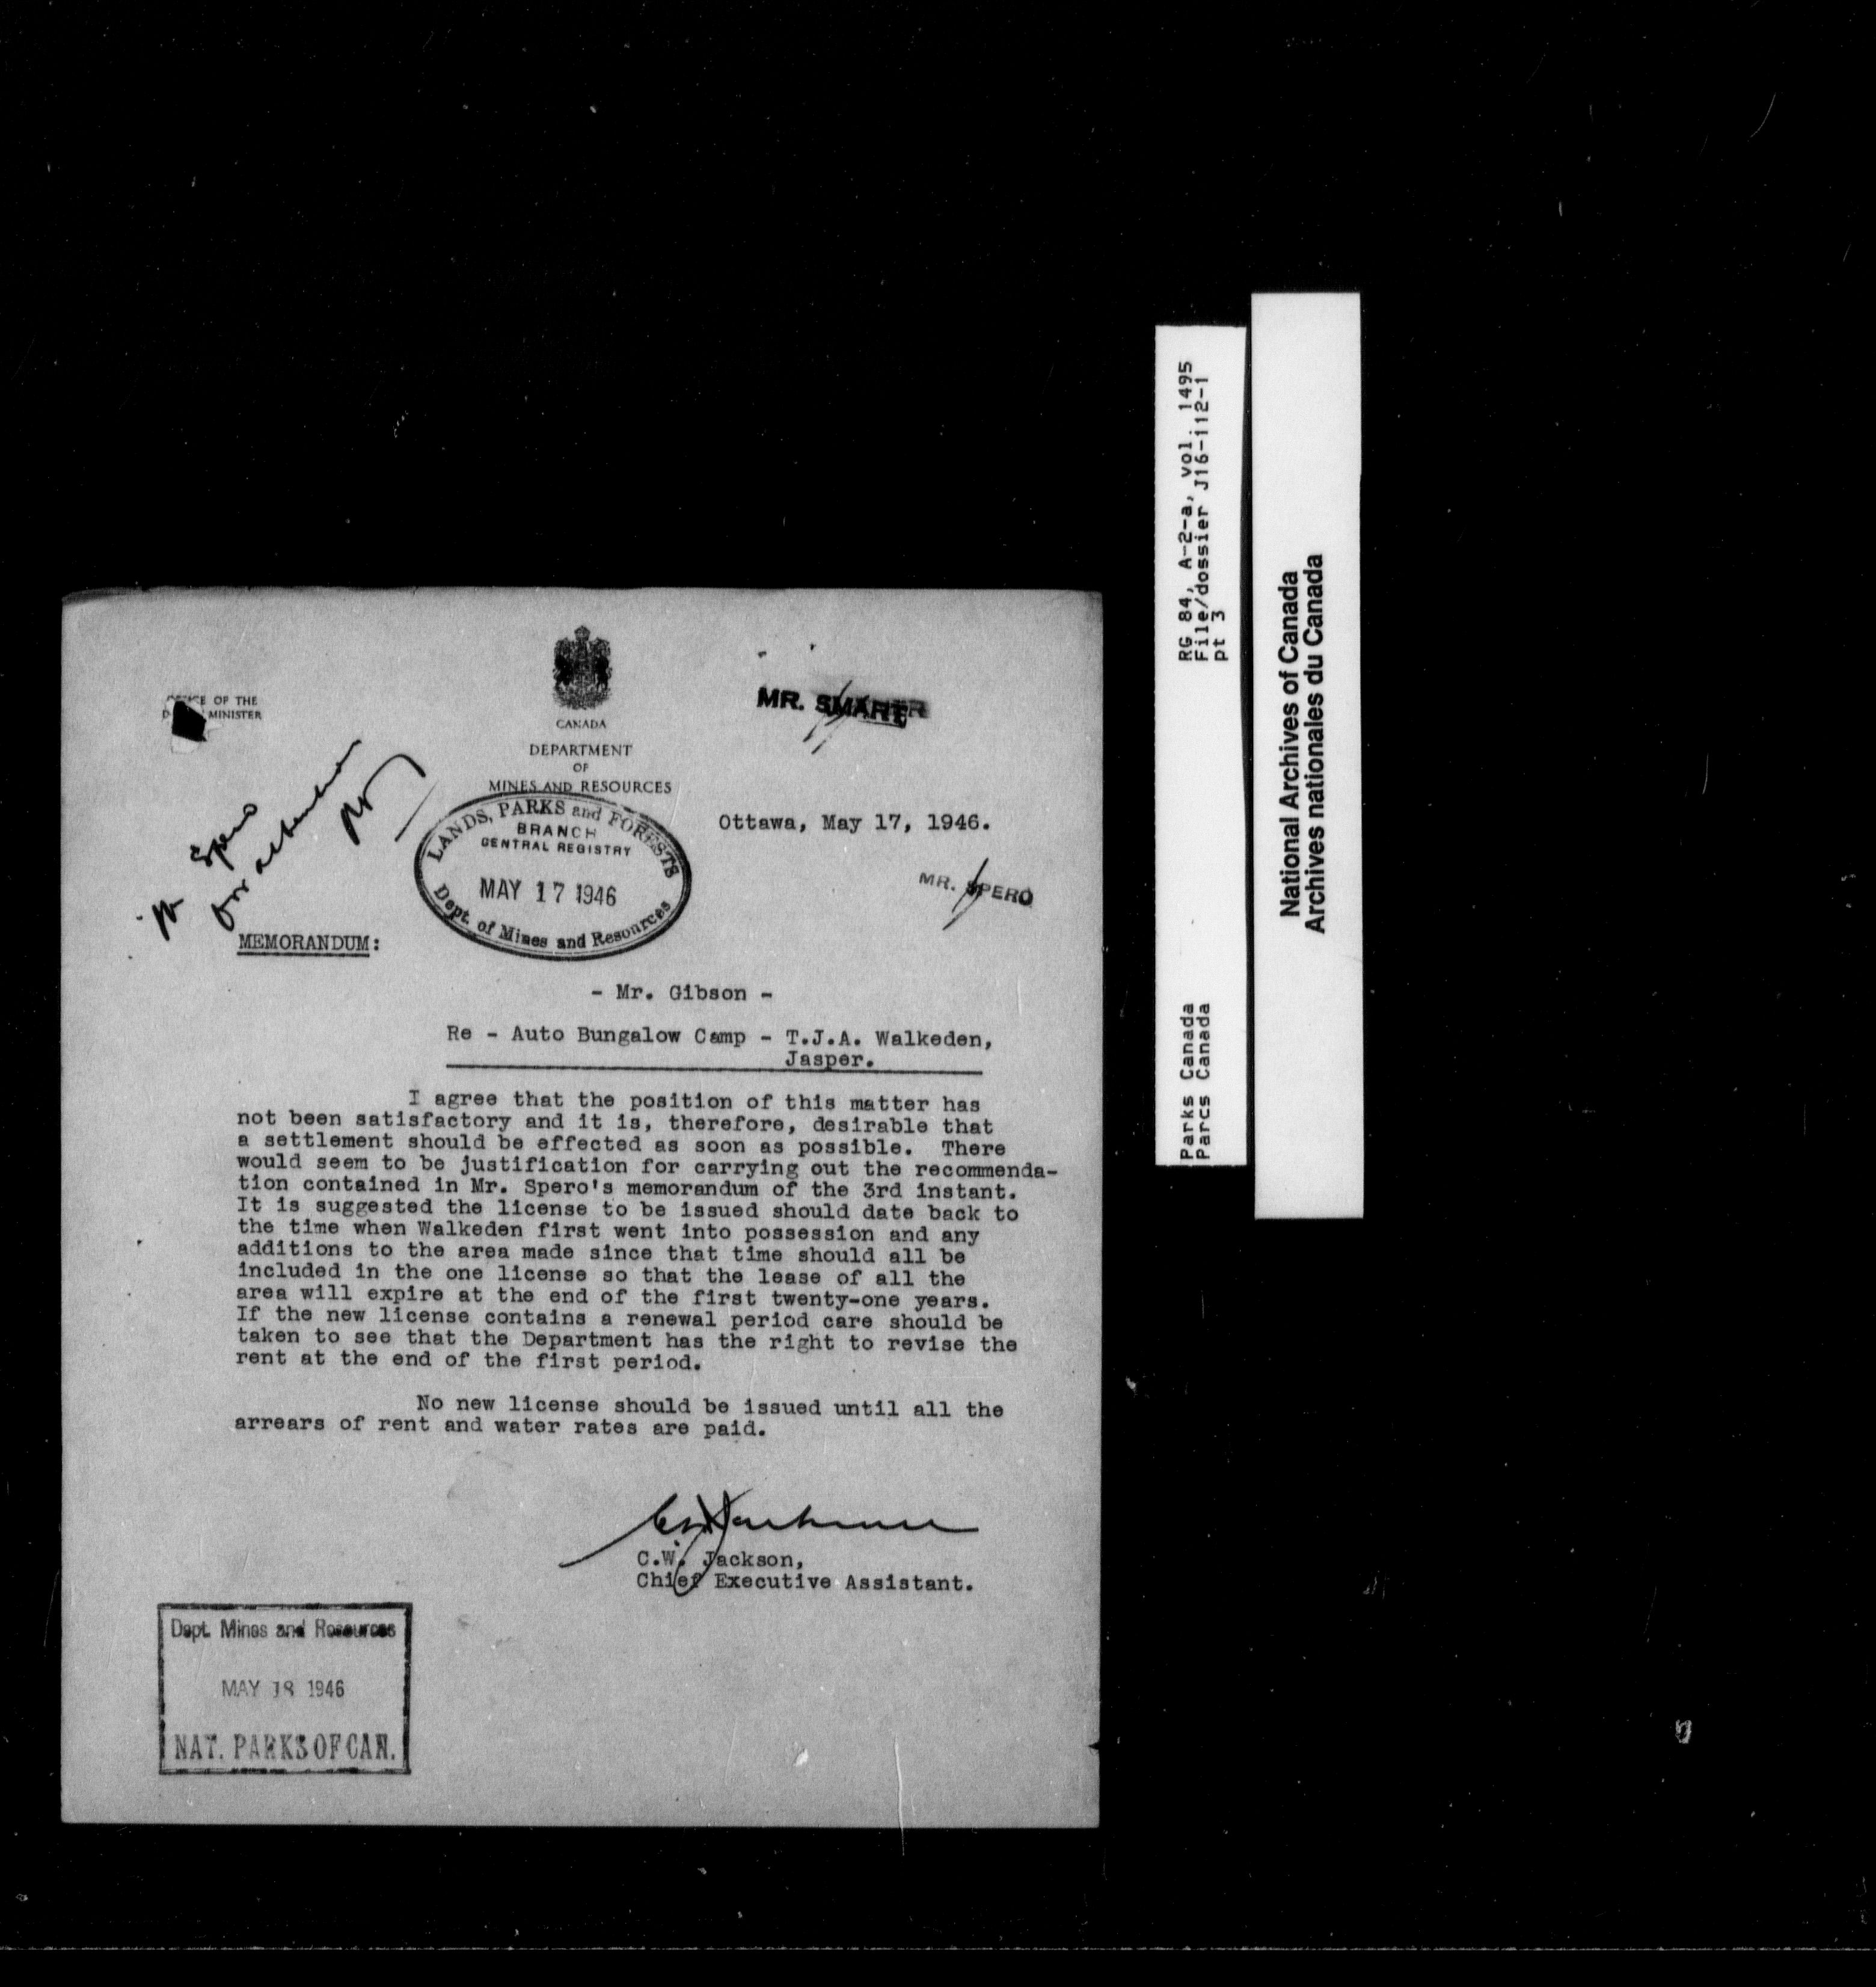 OFFICE OF THE
MINISTER
CANADA
DEPARTMENT
OF
MINES AND RESOURCES
MR. SMART
Spero
for attention
LANDS, PARKS and FORESTS
BRANCH
CENTRAL REGISTRY
MAY 17 1946
Dept. of Mines and Resources
Ottawa, May 17, 1946.
MR. SPERO
MEMORANDUM:
- Mr. Gibson -
Re - Auto Bungalow Camp - T.J.A. Walkeden,
Jasper.
I agree that the position of this matter has
not been satisfactory and it is, therefore, desirable that
a settlement should be effected as soon as possible. There
would seem to be justification for carrying out the recommenda-
tion contained in Mr. Spero's memorandum of the 3rd instant.
It is suggested the license to be issued should date back to
the time when Walkeden first went into possession and any
additions to the area made since that time should all be
included in the one license so that the lease of all the
area will expire at the end of the first twenty-one years.
If the new license contains a renewal period care should be
taken to see that the Department has the right to revise the
rent at the end of the first period.
No new license should be issued until all the
arrears of rent and water rates are paid.
C.W. Jackson,
Chief Executive Assistant.
Dept. Mines and Resources
MAY 18 1946
NAT. PARKS OF CAN.
RG 84, A-2-a, vol. 1495
File/dossier J16-112-1
pt 3
Parks Canada
Parcs Canada
National Archives of Canada
Archives nationales du Canada